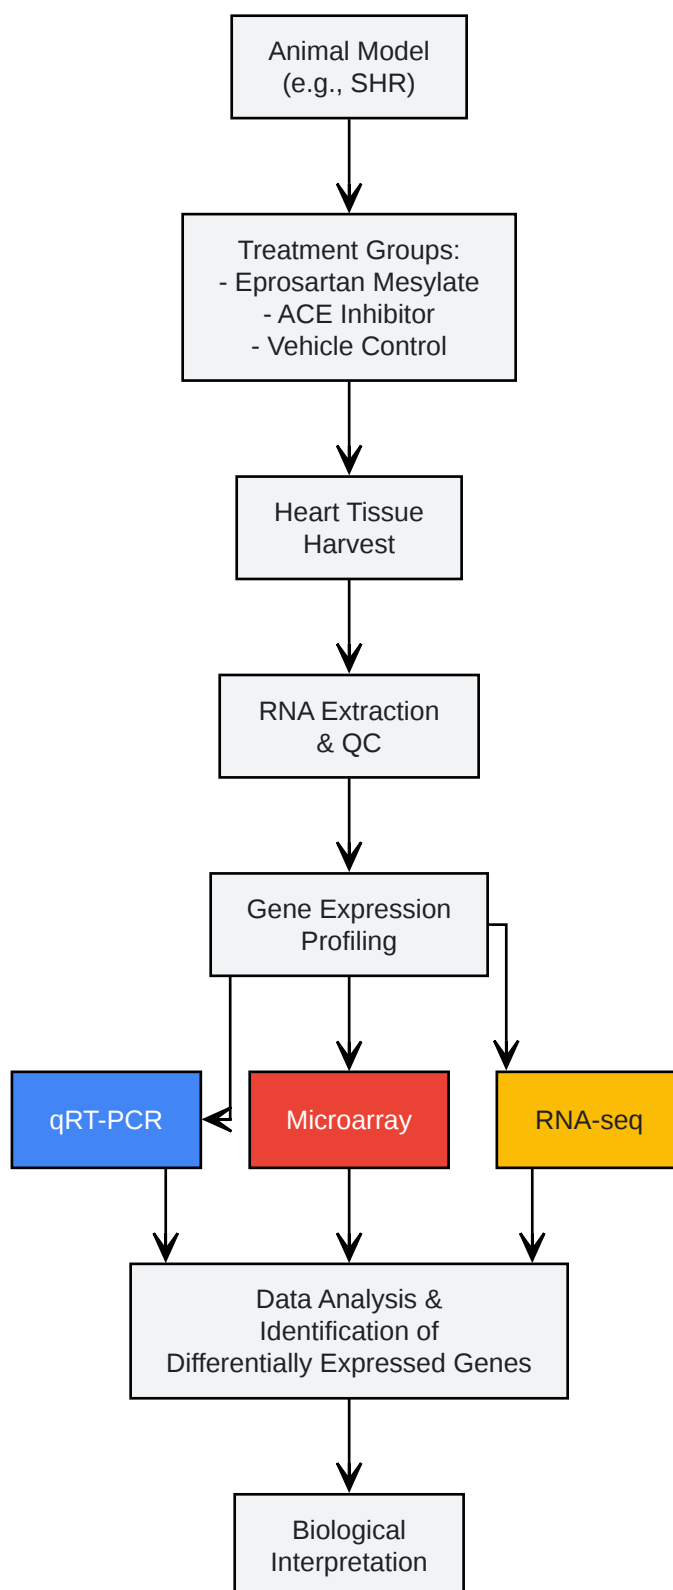 Animal Model
(e.g., SHR)
Treatment Groups:
- Eprosartan Mesylate
- ACE Inhibitor
- Vehicle Control
Heart Tissue
Harvest
RNA Extraction
& QC
Gene Expression
Profiling
qRT-PCR
Microarray
RNA-seq
Data Analysis &
Identification of
Differentially Expressed Genes
Biological
Interpretation